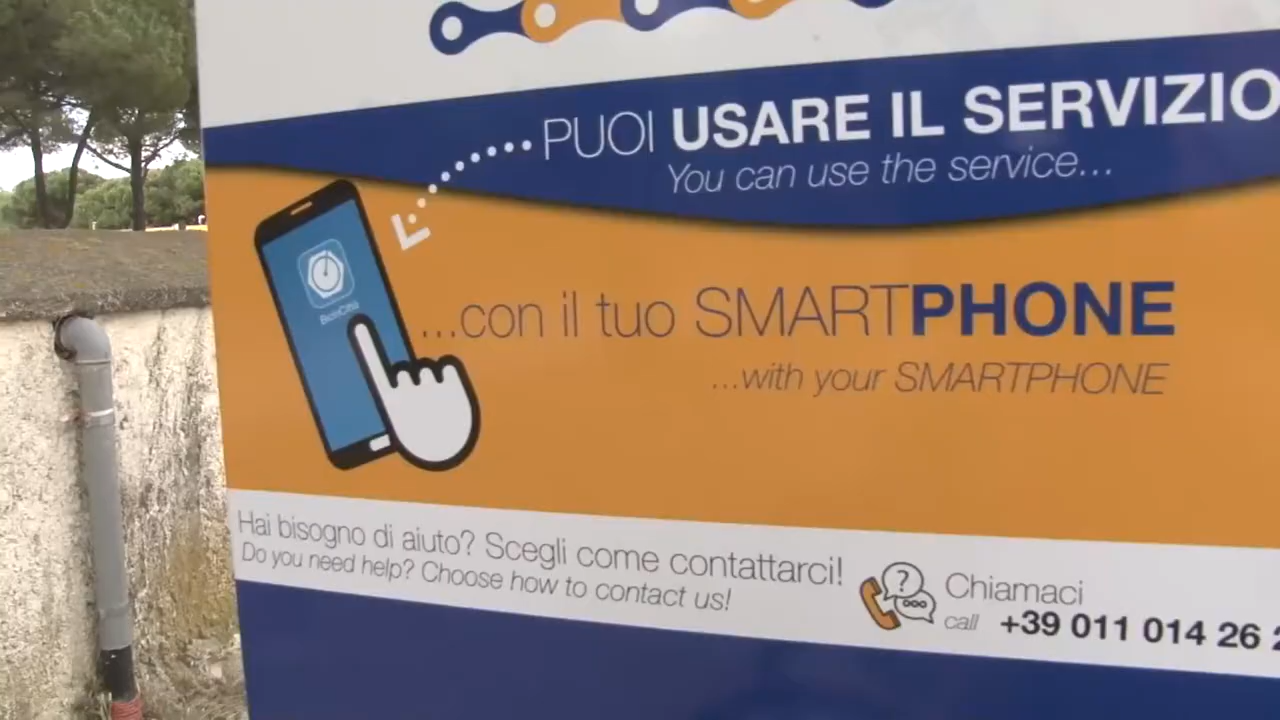 PUOI USARE IL SERVIZIO
You can use the service...
BicinCittà
...con il tuo SMARTPHONE
...with your SMARTPHONE
Hai bisogno di aiuto? Scegli come contattarci!
Do you need help? Choose how to contact us!
Chiamaci
call +39 011 014 26 2